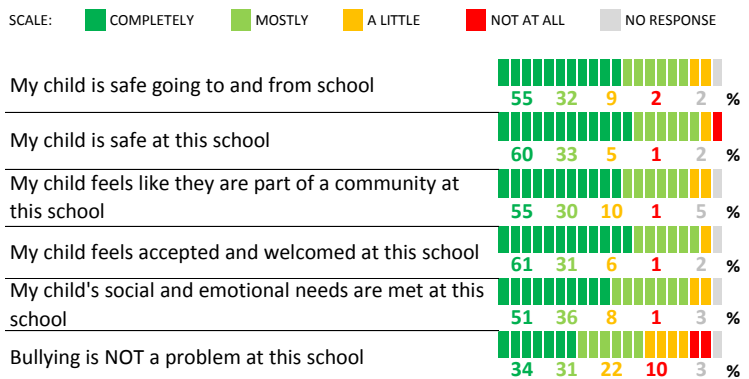 SCALE: COMPLETELY MOSTLY A LITTLE NOT AT ALL NO RESPONSE
My child is safe going to and from school
55 32 9 2 2 %
My child is safe at this school
60 33 5 1 2 %
My child feels like they are part of a community at
this school
55 30 10 1 5 %
My child feels accepted and welcomed at this school
61 31 6 1 2 %
My child's social and emotional needs are met at this
school
51 36 8 1 3 %
Bullying is NOT a problem at this school
34 31 22 10 3 %